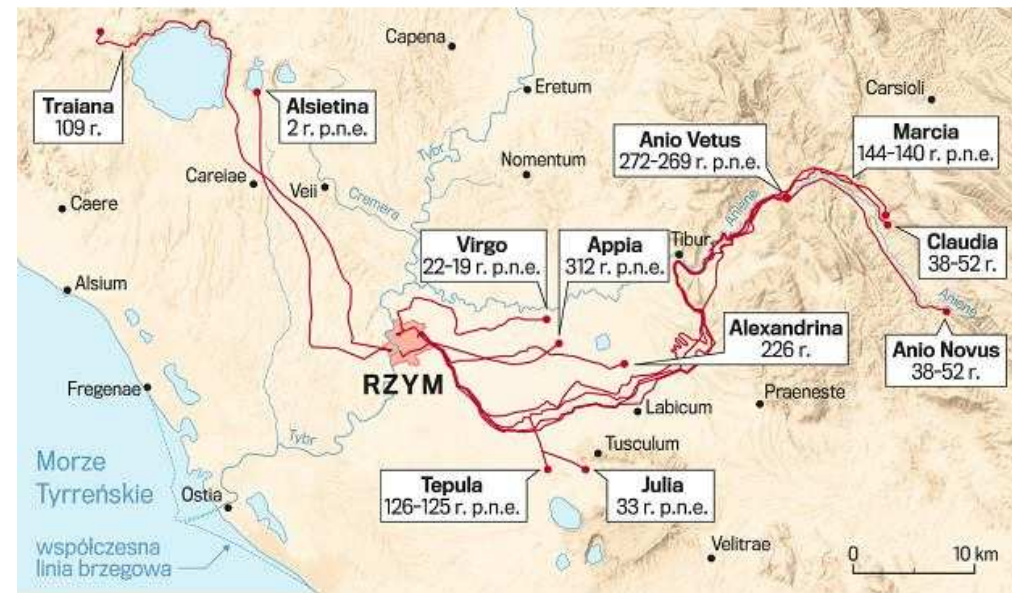 Capena
Traiana
109 r.
Alsietina
2 r. p.n.e.
Eretum
Carsioli
Anio Vetus
272-269 r. p.n.e.
Marcia
144-140 r. p.n.e.
Tybr
Nomentum
Careiae
Veii
Cremera
Caere
Aniene
Virgo
22-19 r. p.n.e.
Appia
312 r. p.n.e.
Tibur
Claudia
38-52 r.
Alsium
Aniene
Alexandrina
226 r.
Anio Novus
38-52 r.
RZYM
Fregenae
Praeneste
Labicum
Tybr
Tusculum
Morze
Tyrreńskie
Tepula
126-125 r. p.n.e.
Julia
33 r. p.n.e.
Ostia
współczesna
linia brzegowa
Velitrae
0 10 km